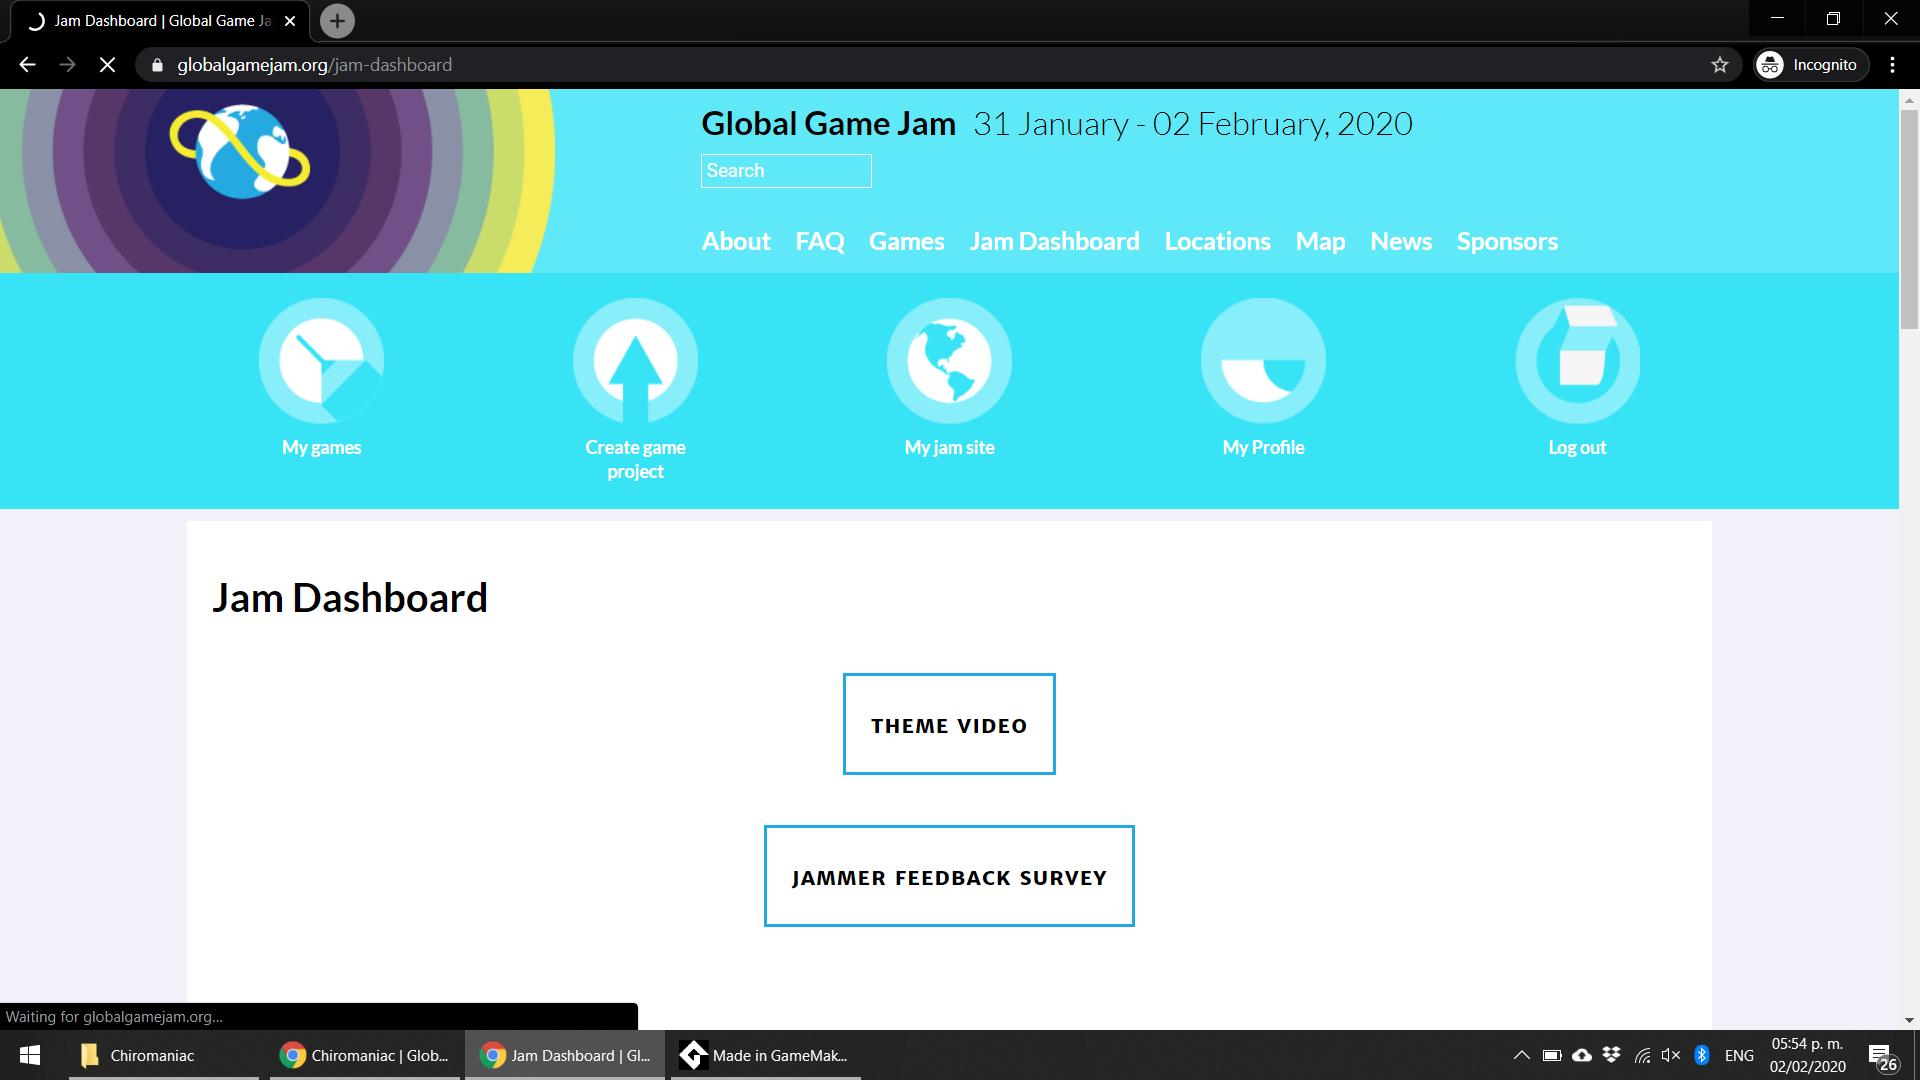 Jam Dashboard | Global Game Ja
globalgamejam.org/jam-dashboard
Incognito
Global Game Jam 31 January - 02 February, 2020
Search
About FAQ Games Jam Dashboard Locations Map News Sponsors
My games
Create game
project
My jam site
My Profile
Log out
Jam Dashboard
THEME VIDEO
JAMMER FEEDBACK SURVEY
Waiting for globalgamejam.org...
Chiromaniac
Chiromaniac | Glob...
Jam Dashboard | Gl...
Made in GameMak...
ENG
05:54 p. m.
02/02/2020
26